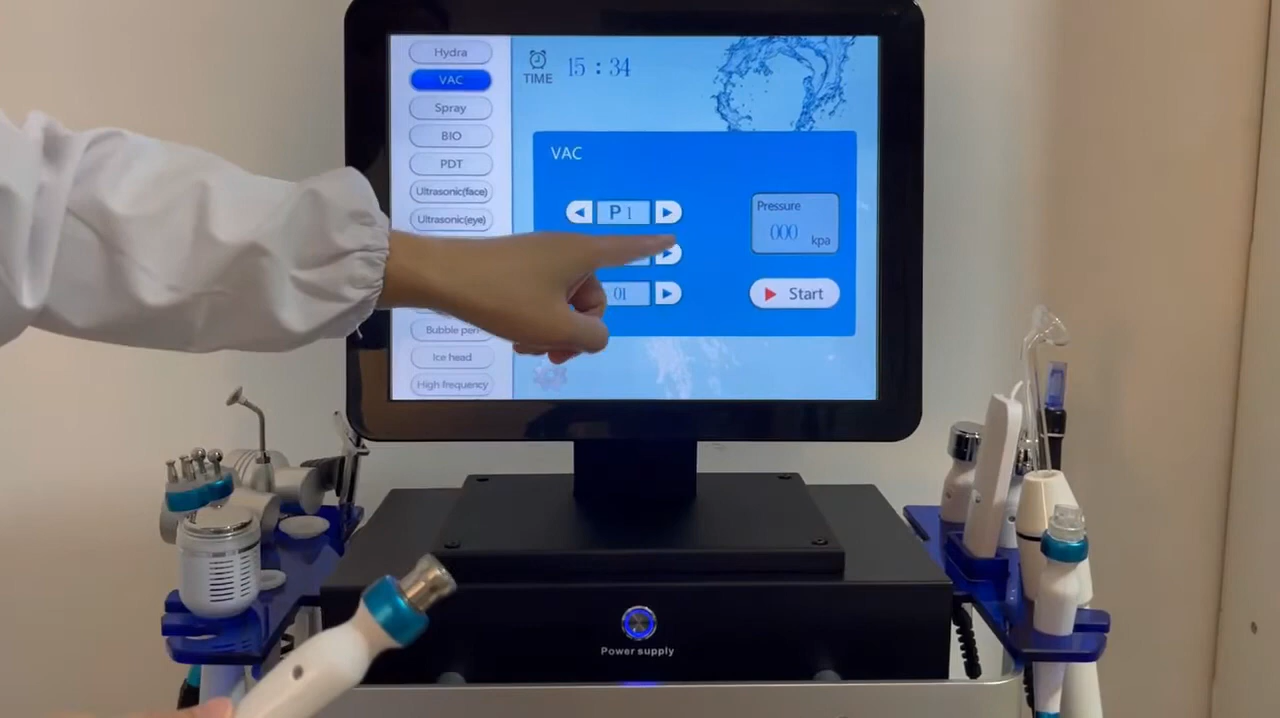 Hydra
VAC
Spray
BIO
PDT
Ultrasonic(face)
Ultrasonic(eye)
Bubble pen
Ice head
High frequency
TIME
15 : 34
VAC
P 1
01
Pressure
000
kpa
Start
Power supply